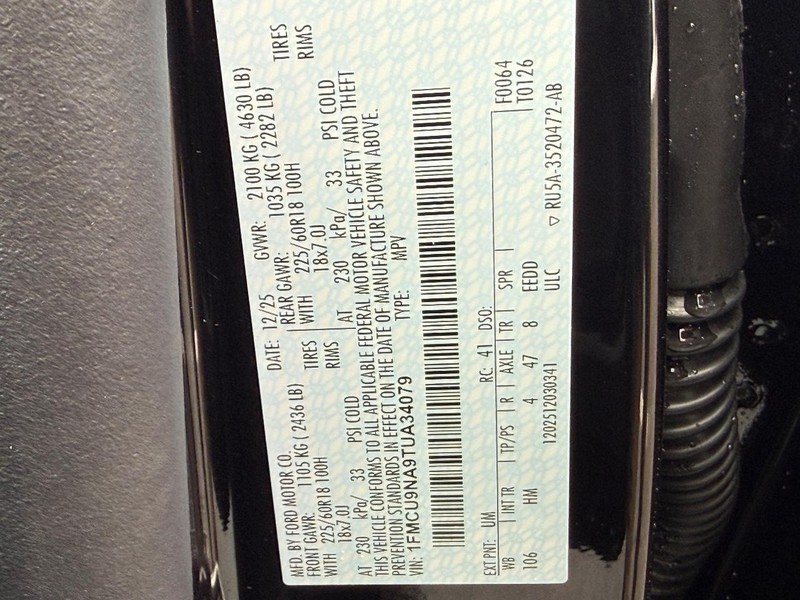 MFD. BY FORD MOTOR CO. DATE: 12/25 GVWR: 2100 KG ( 4630 LB)
FRONT GAWR: 1105 KG ( 2436 LB) REAR GAWR: 1035 KG ( 2282 LB)
WITH 225/60R18 100H TIRES WITH 225/60R18 100H TIRES
18x7.0J RIMS 18x7.0J RIMS
AT 230 kPa/ 33 PSI COLD AT 230 kPa/ 33 PSI COLD
THIS VEHICLE CONFORMS TO ALL APPLICABLE FEDERAL MOTOR VEHICLE SAFETY AND THEFT
PREVENTION STANDARDS IN EFFECT ON THE DATE OF MANUFACTURE SHOWN ABOVE.
VIN: 1FMCU9NA9TUA34079 TYPE: MPV
EXT PNT: UM RC: 41 DSO: F0064
WB INT TR TP/PS R AXLE TR SPR T0126
106 HM 4 47 8 EEDD
1202512030341 ULC ▽ RU5A-3520472-AB